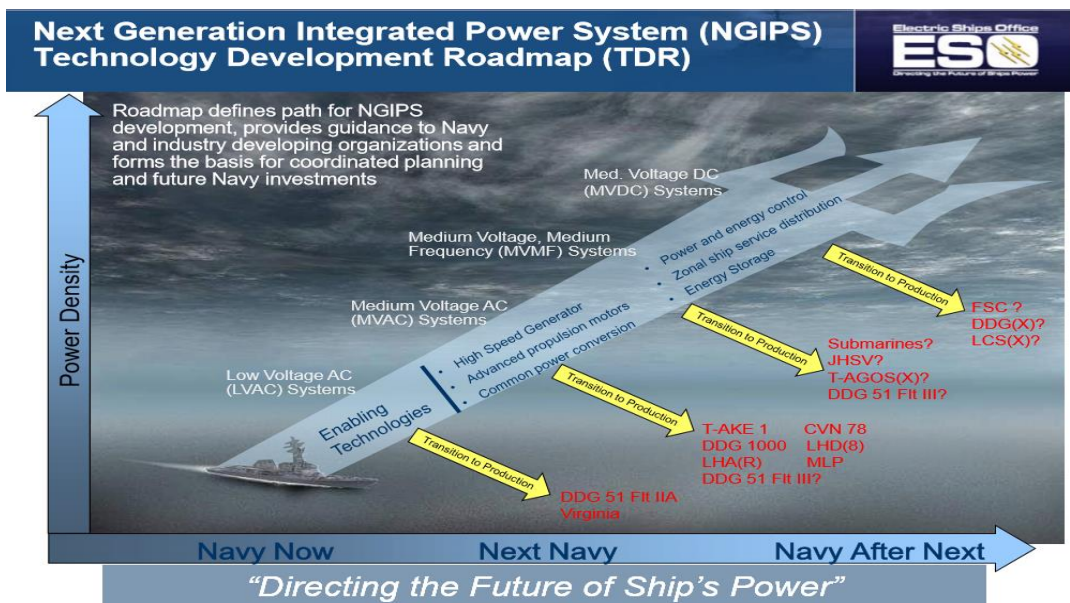 Next Generation Integrated Power System (NGIPS)
Technology Development Roadmap (TDR)
Electric Ships Office
ESO
Directing the Future of Ships Power
Roadmap defines path for NGIPS
development, provides guidance to Navy
and industry developing organizations and
forms the basis for coordinated planning
and future Navy investments
Power Density
Med. Voltage DC
(MVDC) Systems
Medium Voltage, Medium
Frequency (MVMF) Systems
Medium Voltage AC
(MVAC) Systems
Low Voltage AC
(LVAC) Systems
Enabling
Technologies
• High Speed Generator
• Advanced propulsion motors
• Common power conversion
• Power and energy control
• Zonal ship service distribution
• Energy Storage
Transition to Production
FSC ?
DDG(X)?
LCS(X)?
Transition to Production
Submarines?
JHSV?
T-AGOS(X)?
DDG 51 Flt III?
Transition to Production
T-AKE 1 CVN 78
DDG 1000 LHD(8)
LHA(R) MLP
DDG 51 Flt III?
Transition to Production
DDG 51 Flt IIA
Virginia
Navy Now Next Navy Navy After Next
“Directing the Future of Ship’s Power”